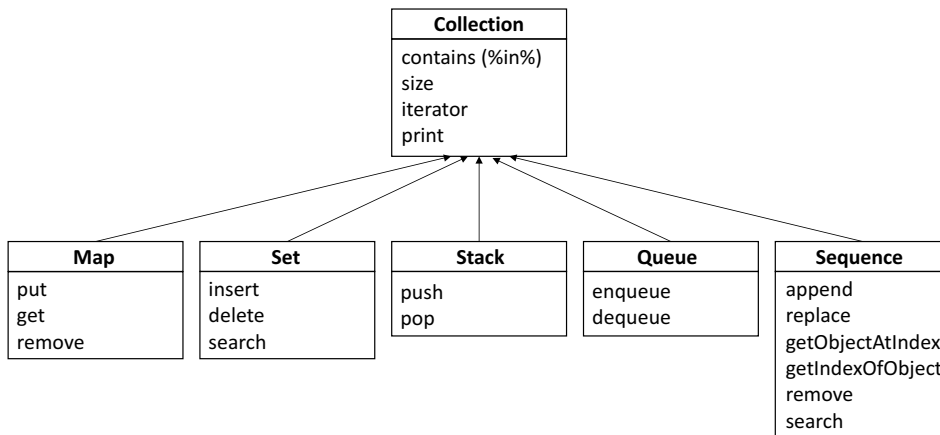 Collection
contains (%in%)
size
iterator
print
Map
put
get
remove
Set
insert
delete
search
Stack
push
pop
Queue
enqueue
dequeue
Sequence
append
replace
getObjectAtIndex
getIndexOfObject
remove
search